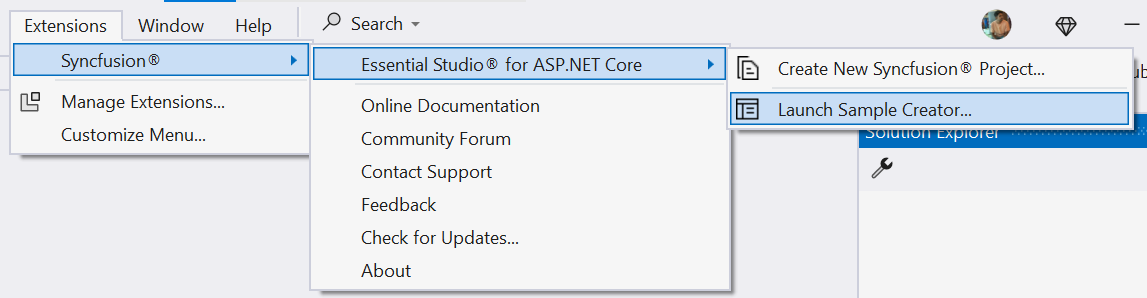 Extensions
Window
Help
Search
Syncfusion®
Manage Extensions...
Customize Menu...
Essential Studio® for ASP.NET Core
Online Documentation
Community Forum
Contact Support
Feedback
Check for Updates...
About
Create New Syncfusion® Project...
Launch Sample Creator...
Solution Explorer